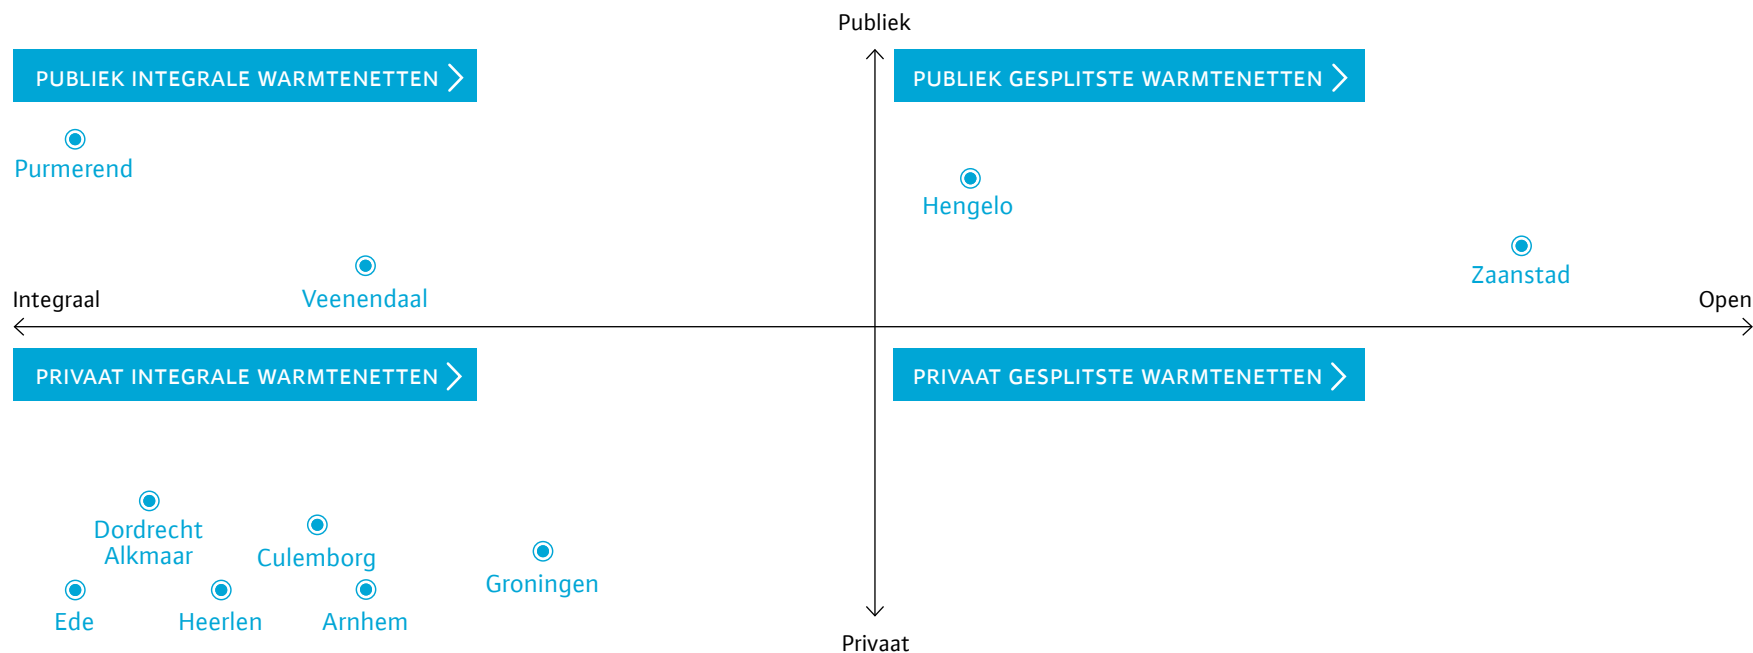 Publiek
PUBLIEK INTEGRALE WARMTENETTEN
PUBLIEK GESPLITSTE WARMTENETTEN
Purmerend
Hengelo
Zaanstad
Integraal
Veenendaal
Open
PRIVAAT INTEGRALE WARMTENETTEN
PRIVAAT GESPLITSTE WARMTENETTEN
Dordrecht
Alkmaar
Culemborg
Groningen
Ede
Heerlen
Arnhem
Privaat